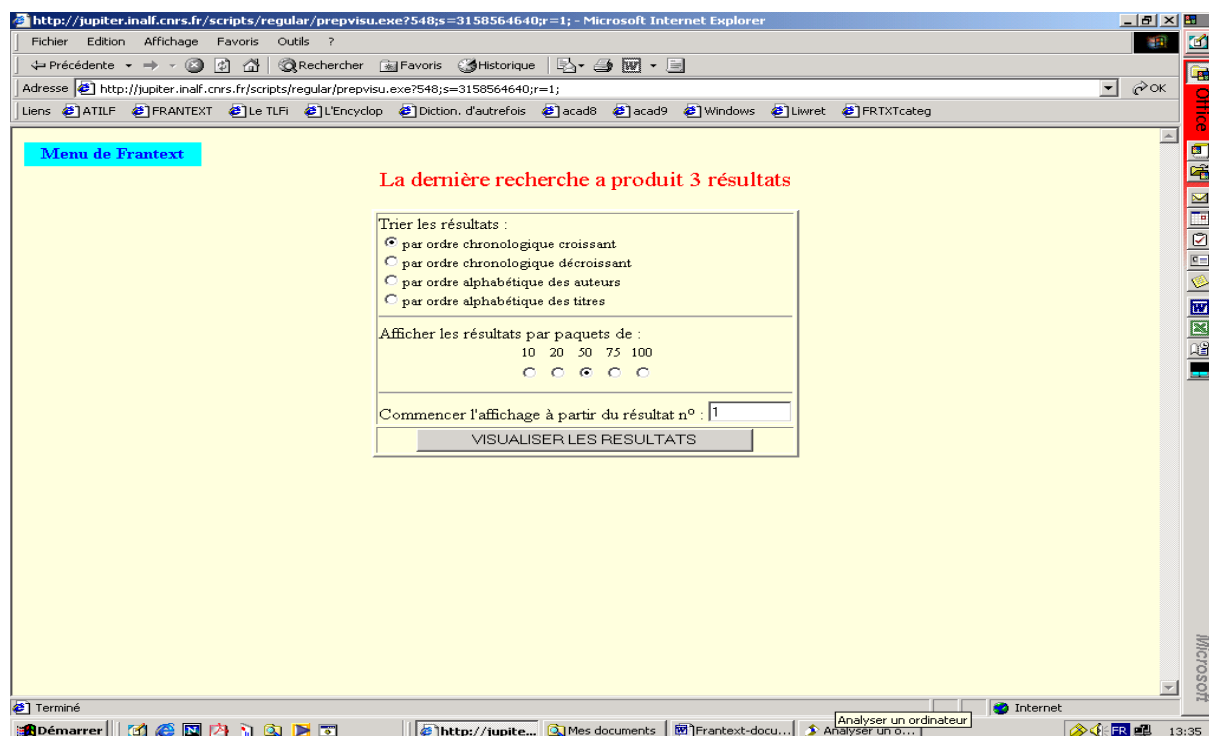 http://jupiter.inalf.cnrs.fr/scripts/regular/prepvisu.exe?548;s=3158564640;r=1; - Microsoft Internet Explorer
Fichier Edition Affichage Favoris Outils ?
Précédente Rechercher Favoris Historique
Adresse http://jupiter.inalf.cnrs.fr/scripts/regular/prepvisu.exe?548;s=3158564640;r=1; OK
Liens ATILF FRANTEXT Le TLFi L'Encyclop Diction. d'autrefois acad8 acad9 Windows Liwret FRTXTcateg
Office
Menu de Frantext
La dernière recherche a produit 3 résultats
Trier les résultats :
par ordre chronologique croissant
par ordre chronologique décroissant
par ordre alphabétique des auteurs
par ordre alphabétique des titres
Afficher les résultats par paquets de :
10 20 50 75 100
Commencer l'affichage à partir du résultat nº : 1
VISUALISER LES RESULTATS
Microsoft
Terminé Internet
Analyser un ordinateur
Démarrer http://jupite... Mes documents Frantext-docu... Analyser un o... FR 13:35